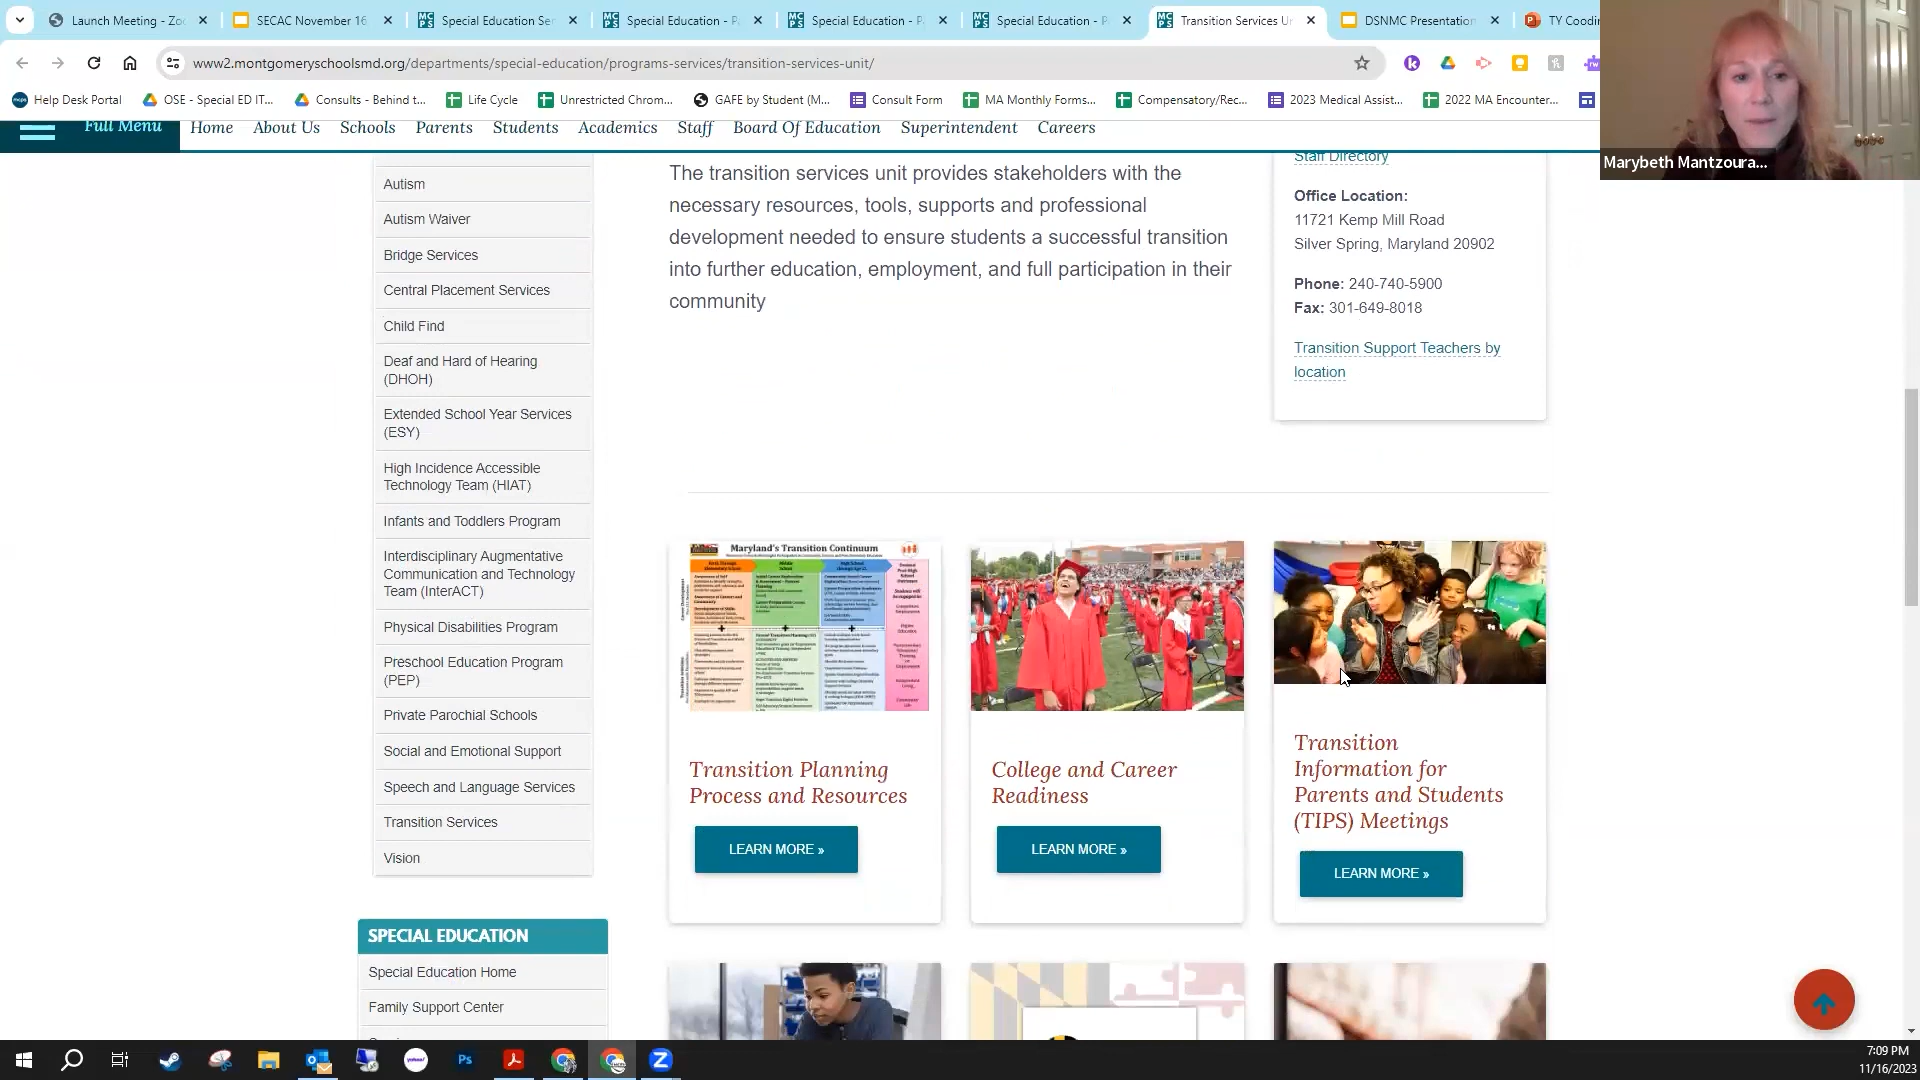 Launch Meeting - Zoo
SECAC November 16
Special Education Ser
Special Education - P
Special Education - P
Special Education - P
Transition Services Un
DSNMC Presentation
TY Coodin
www2.montgomeryschoolsmd.org/departments/special-education/programs-services/transition-services-unit/
Help Desk Portal
OSE - Special ED IT...
Consults - Behind t...
Life Cycle
Unrestricted Chrom...
GAFE by Student (M...
Consult Form
MA Monthly Forms...
Compensatory/Rec...
2023 Medical Assist...
2022 MA Encounter...
Full Menu
Home
About Us
Schools
Parents
Students
Academics
Staff
Board Of Education
Superintendent
Careers
Marybeth Mantzoura...
Autism
Autism Waiver
Bridge Services
Central Placement Services
Child Find
Deaf and Hard of Hearing
(DHOH)
Extended School Year Services
(ESY)
High Incidence Accessible
Technology Team (HIAT)
Infants and Toddlers Program
Interdisciplinary Augmentative
Communication and Technology
Team (InterACT)
Physical Disabilities Program
Preschool Education Program
(PEP)
Private Parochial Schools
Social and Emotional Support
Speech and Language Services
Transition Services
Vision
SPECIAL EDUCATION
Special Education Home
Family Support Center
The transition services unit provides stakeholders with the
necessary resources, tools, supports and professional
development needed to ensure students a successful transition
into further education, employment, and full participation in their
community
Staff Directory
Office Location:
11721 Kemp Mill Road
Silver Spring, Maryland 20902
Phone: 240-740-5900
Fax: 301-649-8018
Transition Support Teachers by
location
Maryland's Transition Continuum
Transition Planning
Process and Resources
LEARN MORE »
College and Career
Readiness
LEARN MORE »
Transition
Information for
Parents and Students
(TIPS) Meetings
LEARN MORE »
7:09 PM
11/16/2023